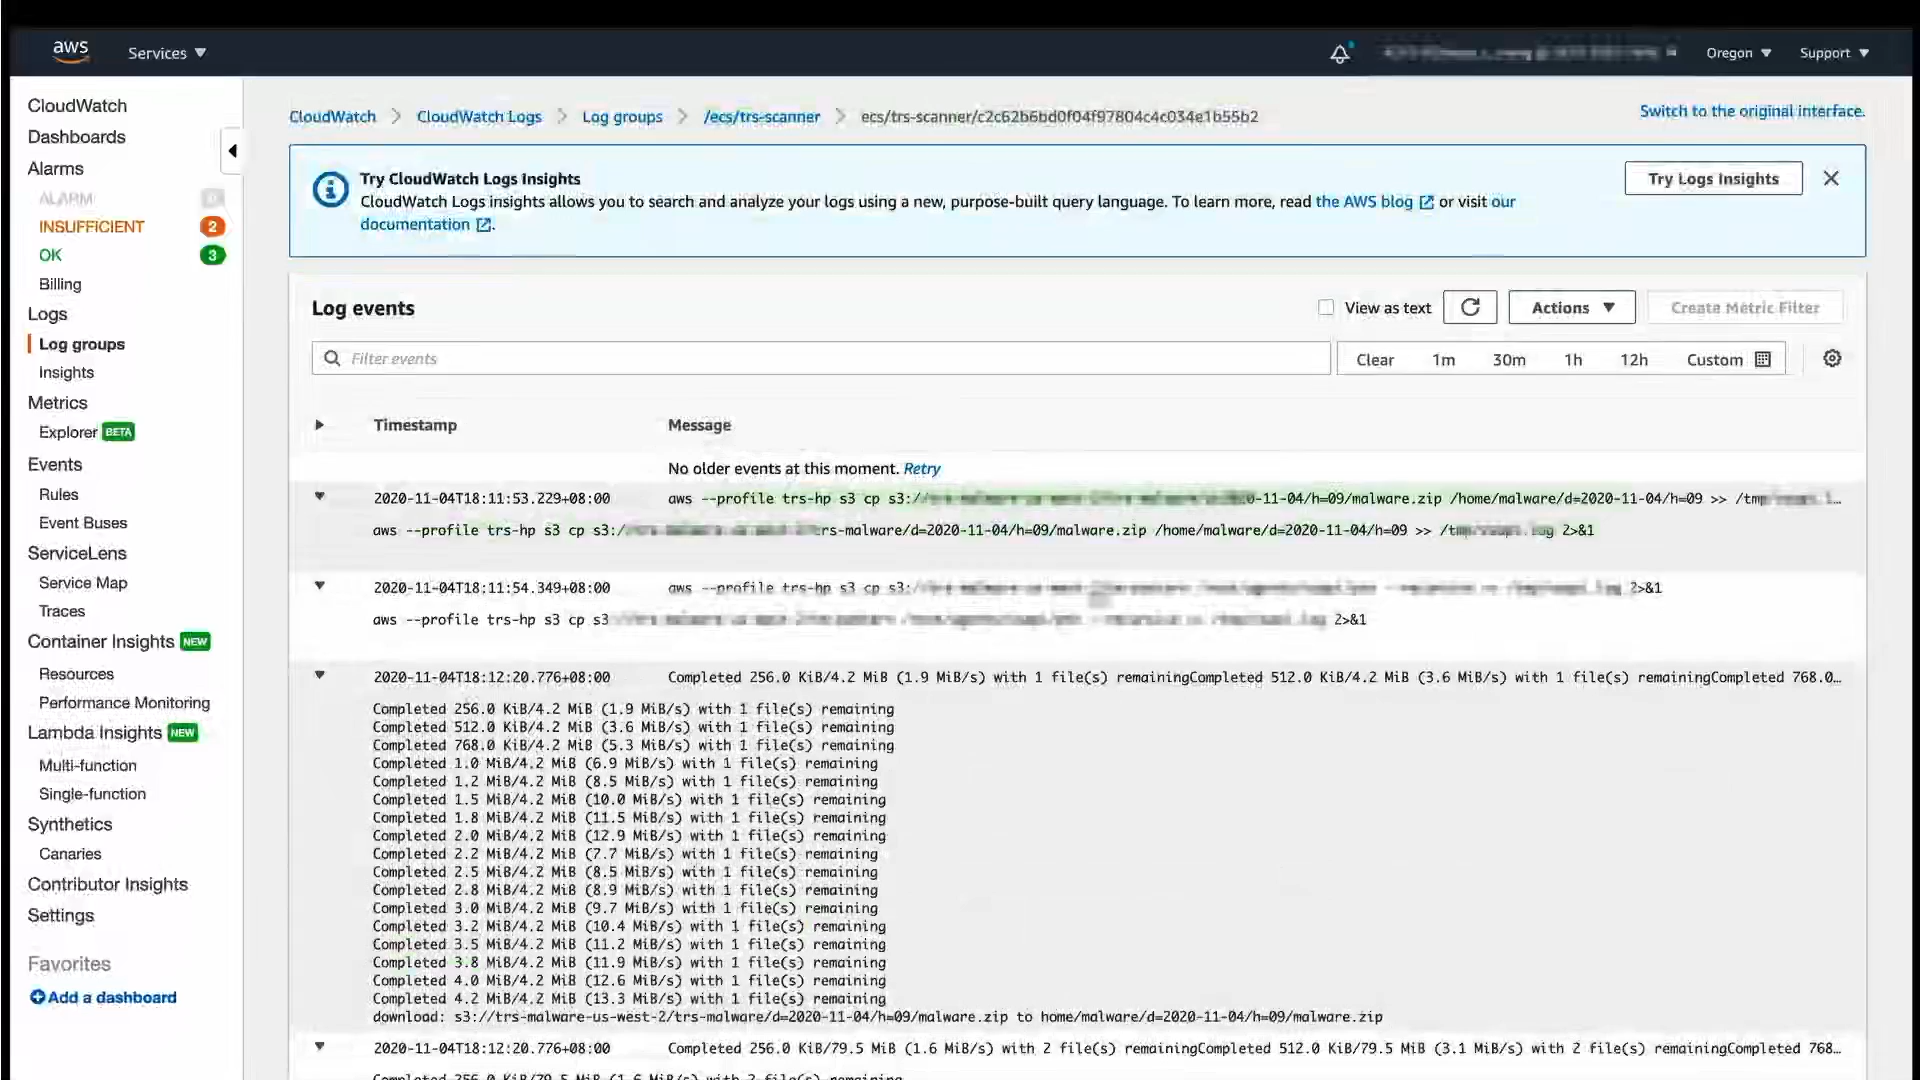 aws
Services
Oregon
Support
CloudWatch
Dashboards
Alarms
ALARM
INSUFFICIENT 2
OK 3
Billing
Logs
Log groups
Insights
Metrics
Explorer BETA
Events
Rules
Event Buses
ServiceLens
Service Map
Traces
Container Insights NEW
Resources
Performance Monitoring
Lambda Insights NEW
Multi-function
Single-function
Synthetics
Canaries
Contributor Insights
Settings
Favorites
Add a dashboard
CloudWatch > CloudWatch Logs > Log groups > /ecs/trs-scanner > ecs/trs-scanner/c2c62b6bd0f04f97804c4c034e1b55b2
Switch to the original interface.
Try CloudWatch Logs Insights
CloudWatch Logs insights allows you to search and analyze your logs using a new, purpose-built query language. To learn more, read the AWS blog or visit our
documentation.
Try Logs Insights
Log events
View as text
Actions
Create Metric Filter
Filter events
Clear 1m 30m 1h 12h Custom
Timestamp Message
No older events at this moment. Retry
2020-11-04T18:11:53.229+08:00 aws --profile trs-hp s3 cp s3:/ 0-11-04/h=09/malware.zip /home/malware/d=2020-11-04/h=09 >> /tmp
aws --profile trs-hp s3 cp s3:/ trs-malware/d=2020-11-04/h=09/malware.zip /home/malware/d=2020-11-04/h=09 >> 2>&1
2020-11-04T18:11:54.349+08:00 aws --profile trs-hp s3 cp s3:/ 2>&1
aws --profile trs-hp s3 cp s3 2>&1
2020-11-04T18:12:20.776+08:00 Completed 256.0 KiB/4.2 MiB (1.9 MiB/s) with 1 file(s) remainingCompleted 512.0 KiB/4.2 MiB (3.6 MiB/s) with 1 file(s) remainingCompleted 768.0...
Completed 256.0 KiB/4.2 MiB (1.9 MiB/s) with 1 file(s) remaining
Completed 512.0 KiB/4.2 MiB (3.6 MiB/s) with 1 file(s) remaining
Completed 768.0 KiB/4.2 MiB (5.3 MiB/s) with 1 file(s) remaining
Completed 1.0 MiB/4.2 MiB (6.9 MiB/s) with 1 file(s) remaining
Completed 1.2 MiB/4.2 MiB (8.5 MiB/s) with 1 file(s) remaining
Completed 1.5 MiB/4.2 MiB (10.0 MiB/s) with 1 file(s) remaining
Completed 1.8 MiB/4.2 MiB (11.5 MiB/s) with 1 file(s) remaining
Completed 2.0 MiB/4.2 MiB (12.9 MiB/s) with 1 file(s) remaining
Completed 2.2 MiB/4.2 MiB (7.7 MiB/s) with 1 file(s) remaining
Completed 2.5 MiB/4.2 MiB (8.5 MiB/s) with 1 file(s) remaining
Completed 2.8 MiB/4.2 MiB (8.9 MiB/s) with 1 file(s) remaining
Completed 3.0 MiB/4.2 MiB (9.7 MiB/s) with 1 file(s) remaining
Completed 3.2 MiB/4.2 MiB (10.4 MiB/s) with 1 file(s) remaining
Completed 3.5 MiB/4.2 MiB (11.2 MiB/s) with 1 file(s) remaining
Completed 3.8 MiB/4.2 MiB (11.9 MiB/s) with 1 file(s) remaining
Completed 4.0 MiB/4.2 MiB (12.6 MiB/s) with 1 file(s) remaining
Completed 4.2 MiB/4.2 MiB (13.3 MiB/s) with 1 file(s) remaining
download: s3://trs-malware-us-west-2/trs-malware/d=2020-11-04/h=09/malware.zip to home/malware/d=2020-11-04/h=09/malware.zip
2020-11-04T18:12:20.776+08:00 Completed 256.0 KiB/79.5 MiB (1.6 MiB/s) with 2 file(s) remainingCompleted 512.0 KiB/79.5 MiB (3.1 MiB/s) with 2 file(s) remainingCompleted 768...
Completed 256.0 KiB/79.5 MiB (1.6 MiB/s) with 2 file(s) remaining